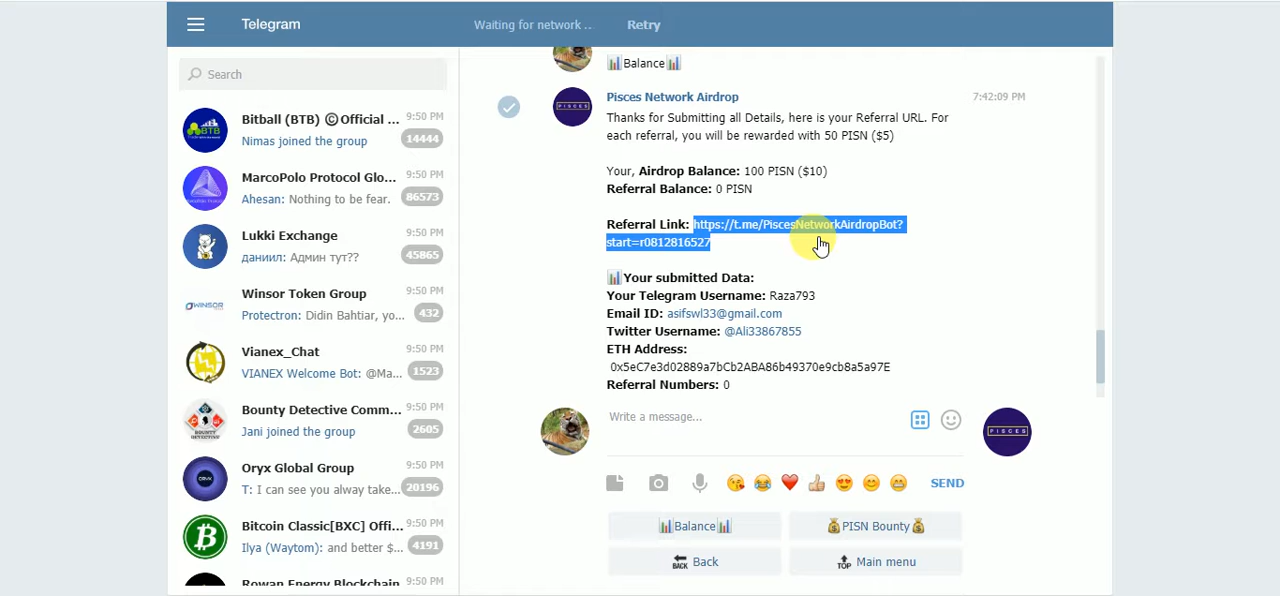 Telegram
Waiting for network ...
Retry
Search
Bitball (BTB) ©Official ...
9:50 PM
Nimas joined the group
14444
MarcoPolo Protocol Glo...
9:50 PM
Ahesan: Nothing to be fear.
86573
Lukki Exchange
9:50 PM
даниил: Админ тут??
45865
WINSOR
Winsor Token Group
9:50 PM
Protectron: Didin Bahtiar, yo...
432
Vianex_Chat
9:50 PM
VIANEX Welcome Bot: @Ma...
1523
BOUNTY DETECTIVE
Bounty Detective Comm...
9:50 PM
Jani joined the group
2605
Oryx Global Group
9:50 PM
T: I can see you alway take...
20196
Bitcoin Classic[BXC] Offi...
9:50 PM
Ilya (Waytom): and better $...
4191
Rowan Energy Blockchain
9:50 PM
📊Balance📊
PISCES
Pisces Network Airdrop
7:42:09 PM
Thanks for Submitting all Details, here is your Referral URL. For
each referral, you will be rewarded with 50 PISN ($5)
Your, Airdrop Balance: 100 PISN ($10)
Referral Balance: 0 PISN
Referral Link: https://t.me/PiscesNetworkAirdropBot?
start=r0812816527
📊Your submitted Data:
Your Telegram Username: Raza793
Email ID: asifswl33@gmail.com
Twitter Username: @Ali33867855
ETH Address:
0x5eC7e3d02889a7bCb2ABA86b49370e9cb8a5a97E
Referral Numbers: 0
Write a message...
PISCES
SEND
📊Balance📊
💰PISN Bounty💰
🔙 Back
🔝 Main menu